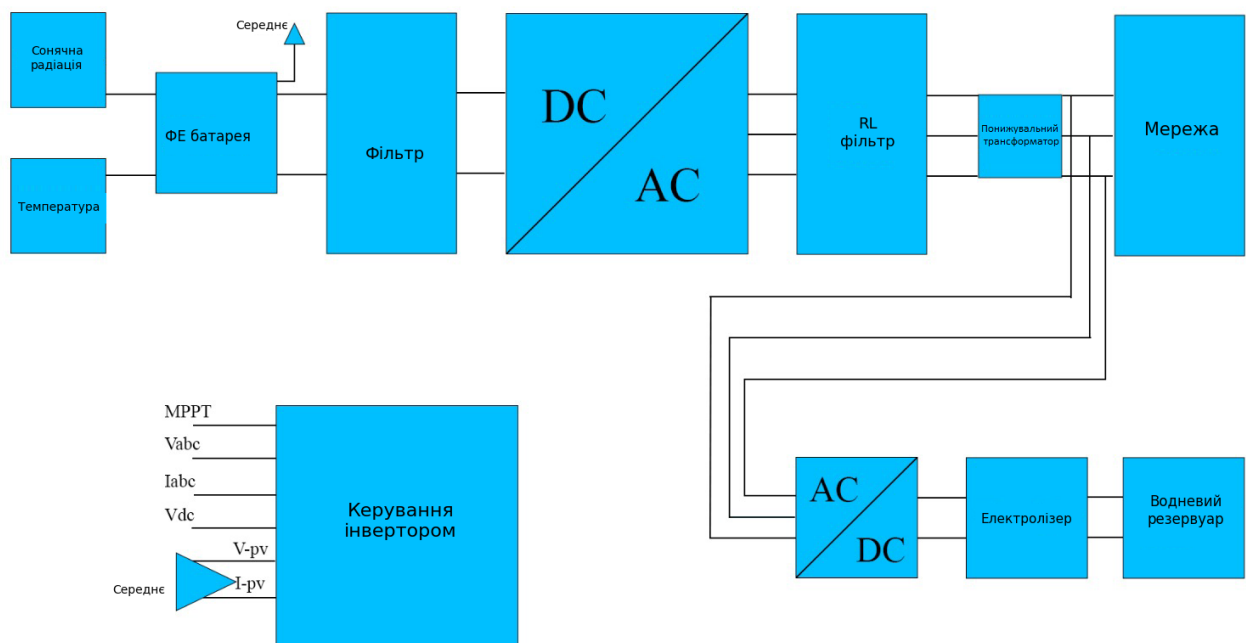 Середнє
Сонячна
радіація
ФЕ батарея
Температура
Фільтр
DC
AC
RL
фільтр
Понижувальний
трансформатор
Мережа
MPPT
Vabc
Iabc
Vdc
V-pv
I-pv
Середнє
Керування
інвертором
AC
DC
Електролізер
Водневий
резервуар